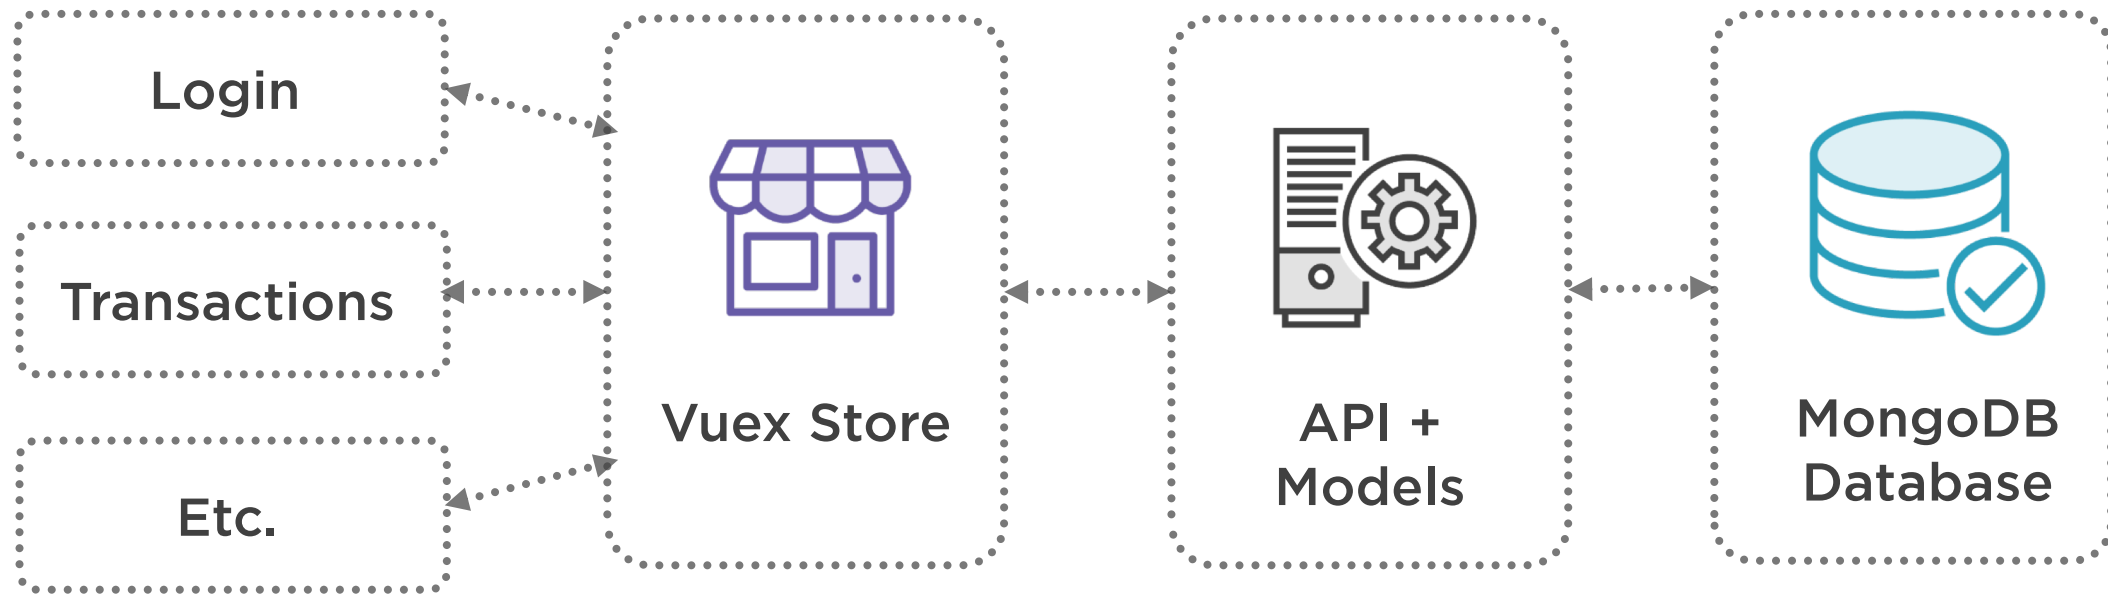 Login
Transactions
Etc.
Vuex Store
API +
Models
MongoDB
Database